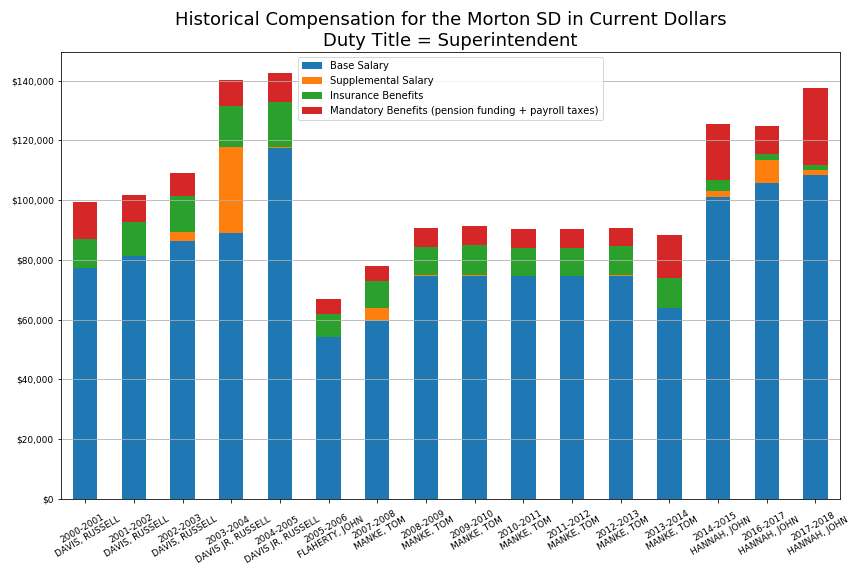 Historical Compensation for the Morton SD in Current Dollars
Duty Title = Superintendent
Base Salary
Supplemental Salary
Insurance Benefits
Mandatory Benefits (pension funding + payroll taxes)
$140,000
$120,000
$100,000
$80,000
$60,000
$40,000
$20,000
$0
2000-2001
DAVIS, RUSSELL
2001-2002
DAVIS, RUSSELL
2002-2003
DAVIS, RUSSELL
2003-2004
DAVIS JR, RUSSELL
2004-2005
DAVIS JR, RUSSELL
2005-2006
FLAHERTY, JOHN
2007-2008
MANKE, TOM
2008-2009
MANKE, TOM
2009-2010
MANKE, TOM
2010-2011
MANKE, TOM
2011-2012
MANKE, TOM
2012-2013
MANKE, TOM
2013-2014
MANKE, TOM
2014-2015
HANNAH, JOHN
2016-2017
HANNAH, JOHN
2017-2018
HANNAH, JOHN